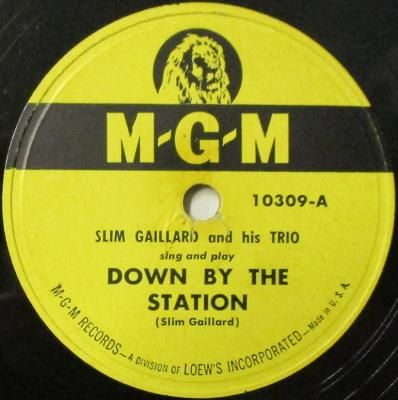 M-G-M
10309-A
SLIM GAILLARD and his TRIO
sing and play
DOWN BY THE
STATION
(Slim Gaillard)
M-G-M RECORDS—A DIVISION OF LOEW'S INCORPORATED—Made in U. S. A.